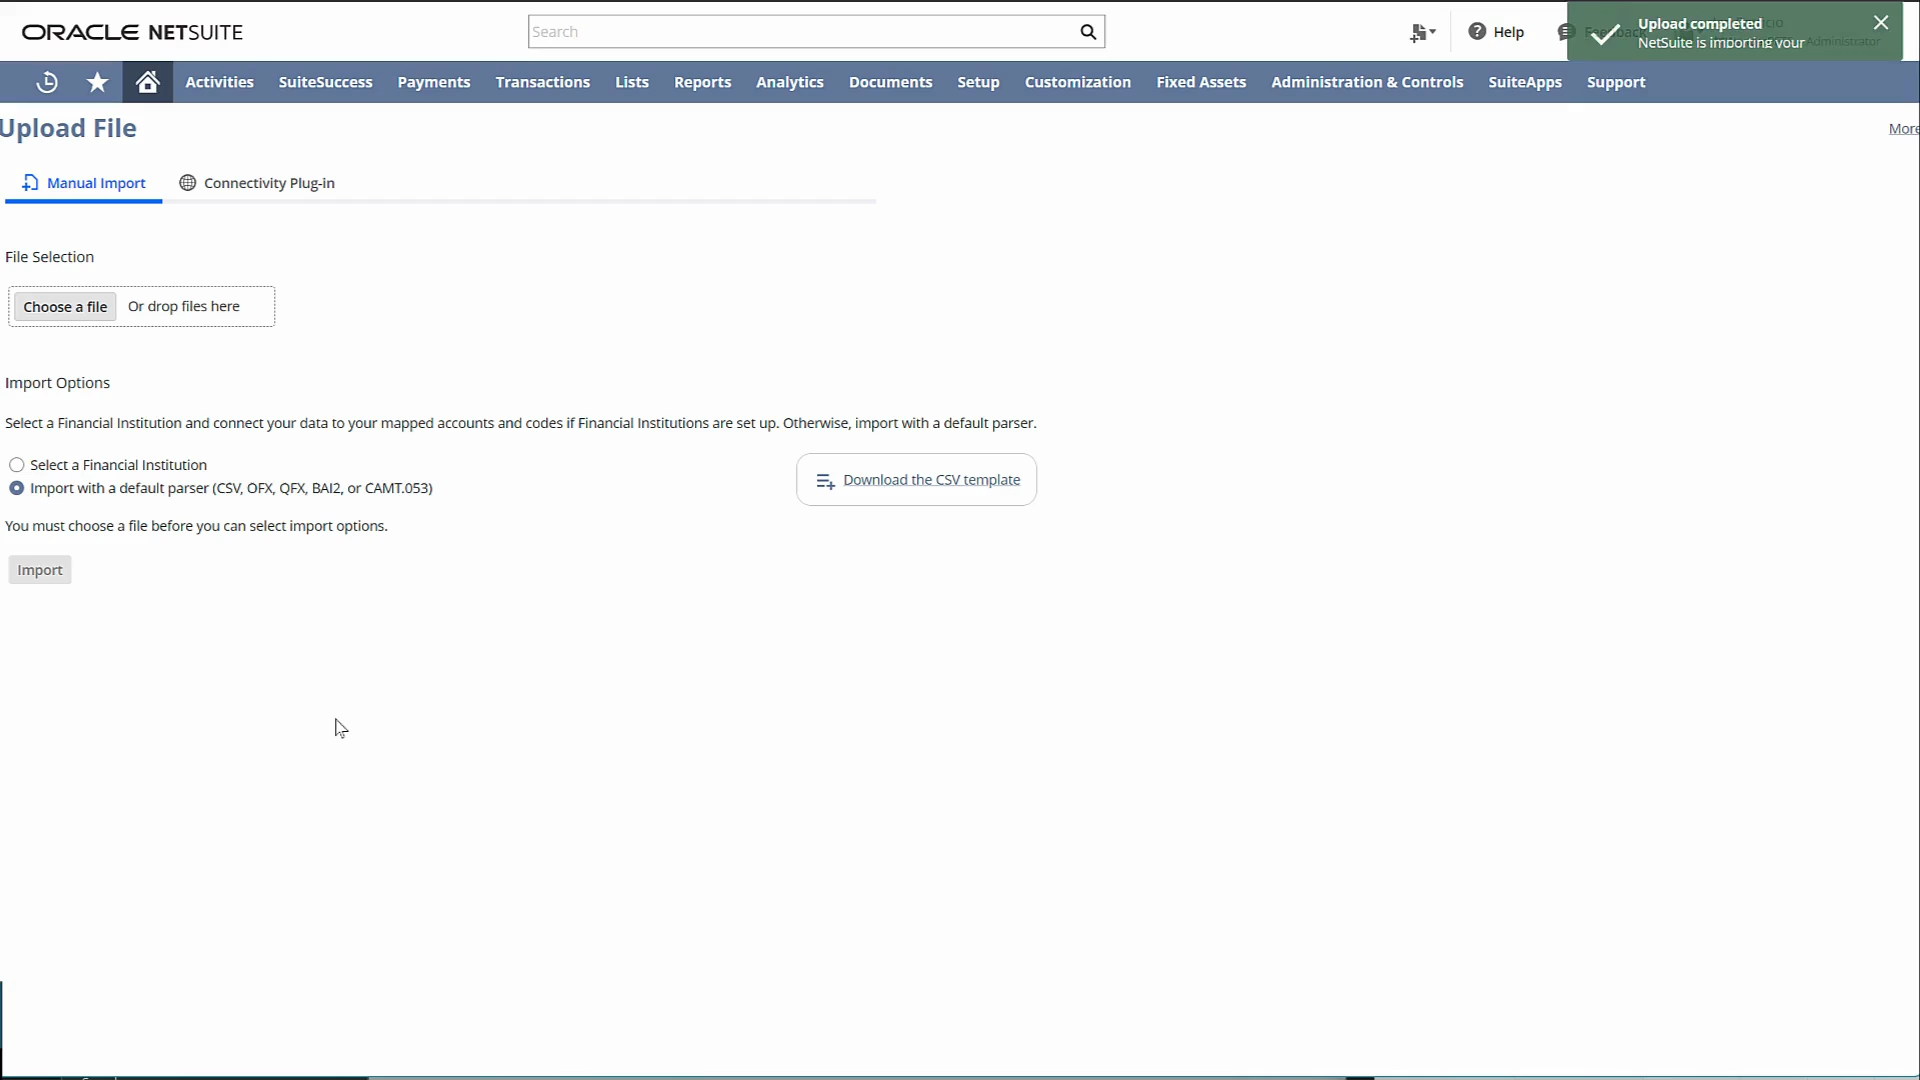 ORACLE NETSUITE
Search
Help
Upload completed
NetSuite is importing your
Administrator
Activities SuiteSuccess Payments Transactions Lists Reports Analytics Documents Setup Customization Fixed Assets Administration & Controls SuiteApps Support
Upload File
More
Manual Import Connectivity Plug-in
File Selection
Choose a file Or drop files here
Import Options
Select a Financial Institution and connect your data to your mapped accounts and codes if Financial Institutions are set up. Otherwise, import with a default parser.
Select a Financial Institution
Import with a default parser (CSV, OFX, QFX, BAI2, or CAMT.053)
Download the CSV template
You must choose a file before you can select import options.
Import